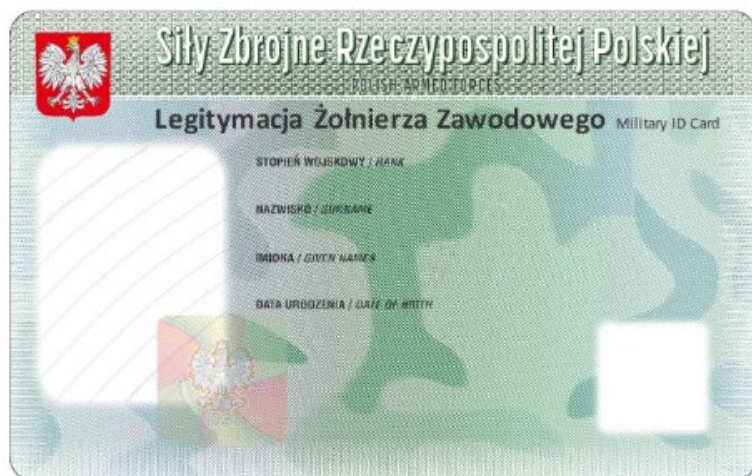 Siły Zbrojne Rzeczypospolitej Polskiej
POLISH ARMED FORCES
Legitymacja Żołnierza Zawodowego Military ID Card
STOPIEŃ WOJSKOWY / RANK
NAZWISKO / SURNAME
IMIONA / GIVEN NAMES
DATA URODZENIA / DATE OF BIRTH